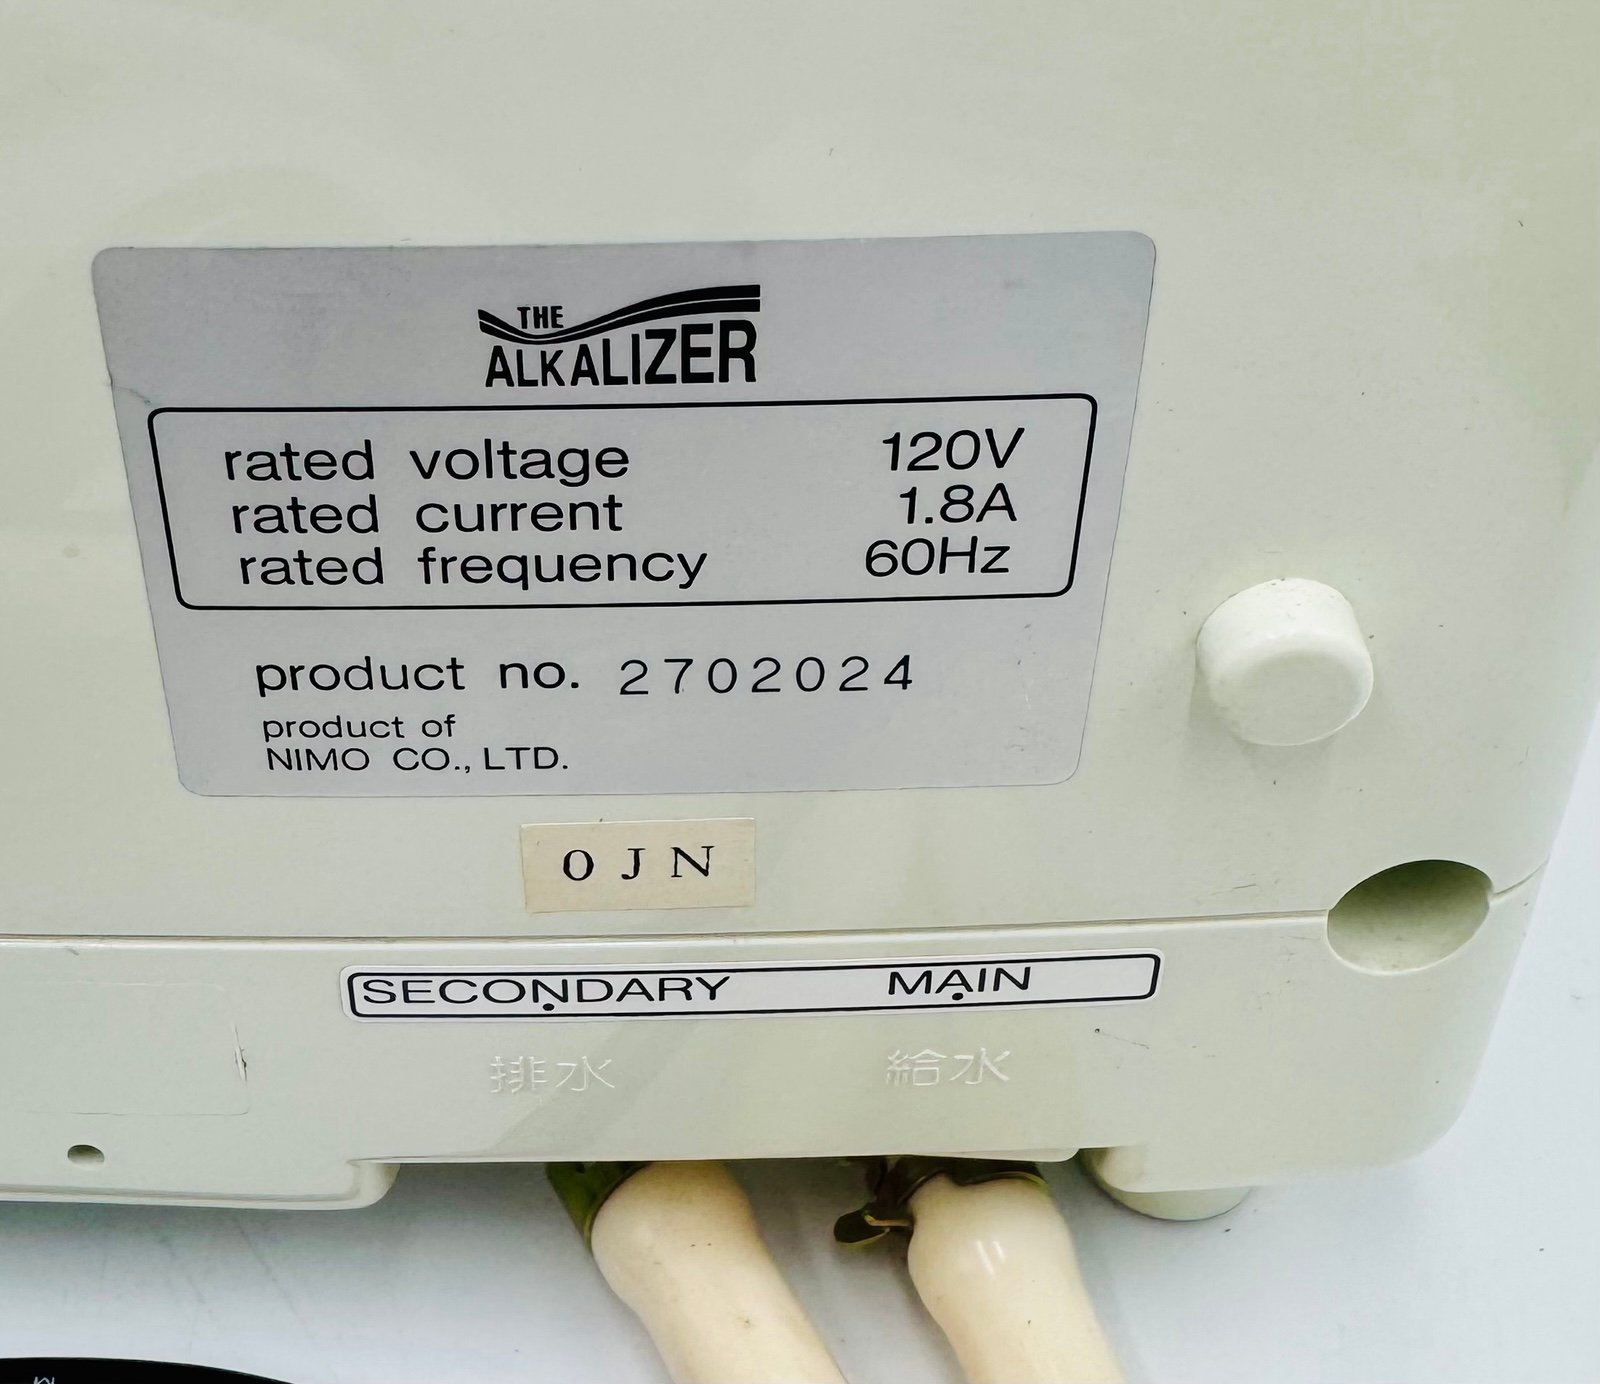 THE
ALKALIZER
rated voltage 120V
rated current 1.8A
rated frequency 60Hz
product no. 2702024
product of
NIMO CO., LTD.
0 J N
SECONDARY MAIN
排水 給水